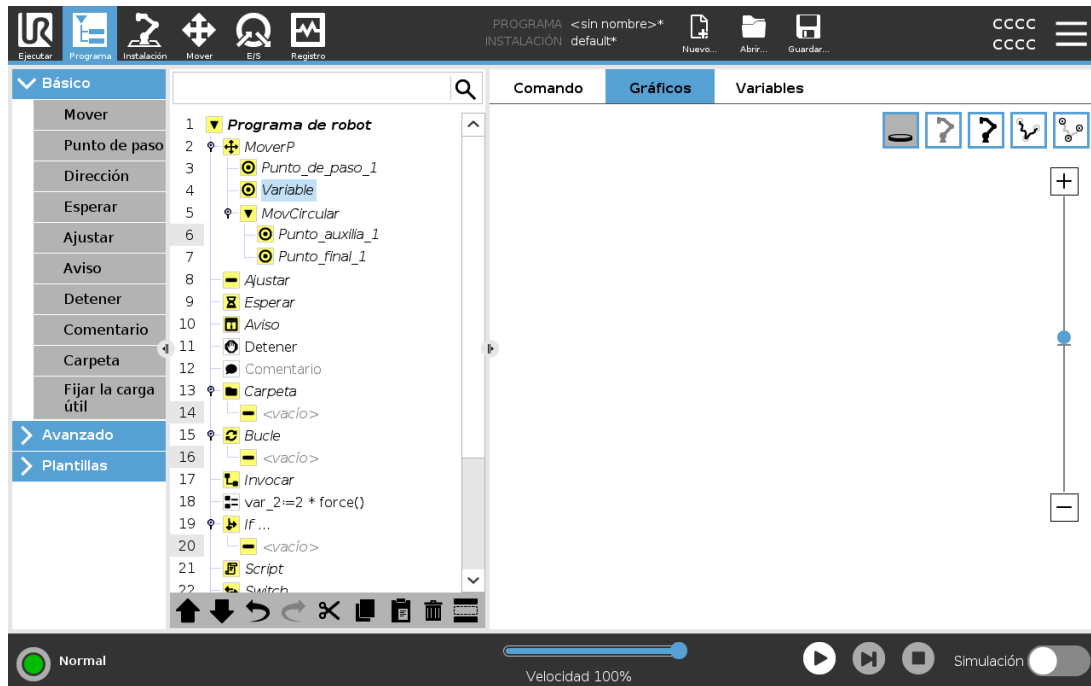 PROGRAMA <sin nombre>*
INSTALACIÓN default*
CCCC
CCCC
Ejecutar Programa Instalación Mover E/S Registro
Nuevo... Abrir... Guardar...
Básico
Mover
Punto de paso
Dirección
Esperar
Ajustar
Aviso
Detener
Comentario
Carpeta
Fijar la carga
útil
Avanzado
Plantillas
1 Programa de robot
2 MoverP
3 Punto_de_paso_1
4 Variable
5 MovCircular
6 Punto_auxilia_1
7 Punto_final_1
8 Ajustar
9 Esperar
10 Aviso
11 Detener
12 Comentario
13 Carpeta
14 <vacío>
15 Bucle
16 <vacío>
17 Invocar
18 var_2:=2 * force()
19 If ...
20 <vacío>
21 Script
22 Switch
Comando Gráficos Variables
Normal
Velocidad 100%
Simulación